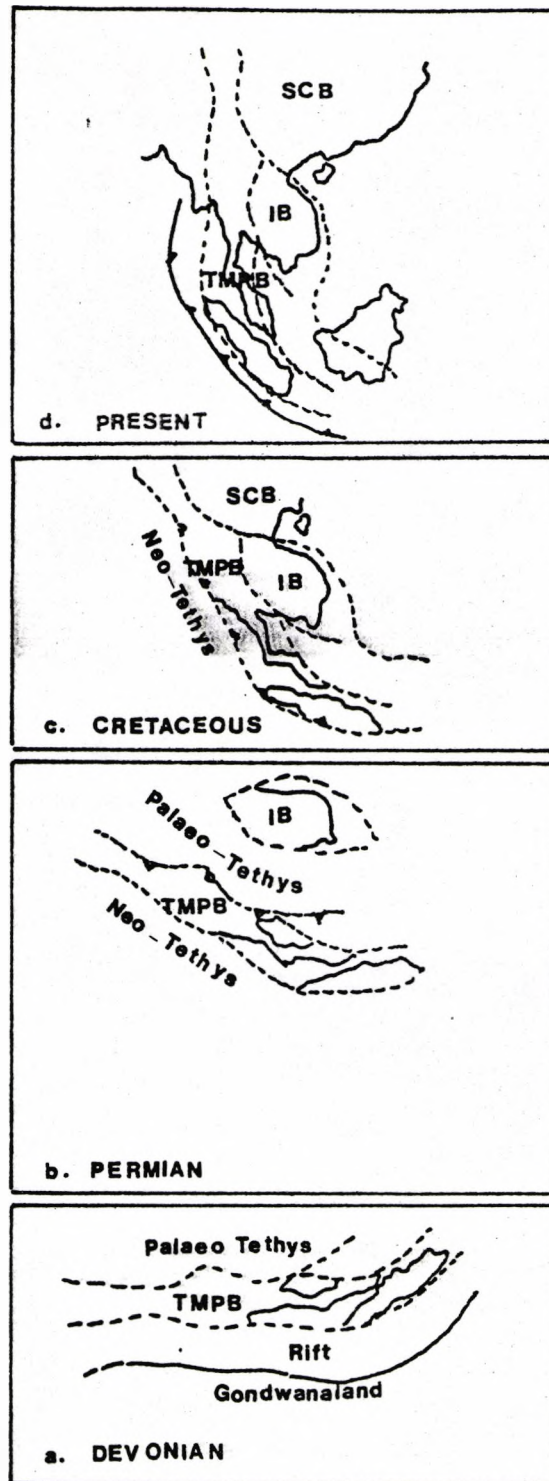 SCB
IB
TMPB
d. PRESENT
SCB
Neo-Tethys
TMPB
IB
c. CRETACEOUS
IB
Palaeo-Tethys
TMPB
Neo-Tethys
b. PERMIAN
Palaeo Tethys
TMPB
Rift
Gondwanaland
a. DEVONIAN